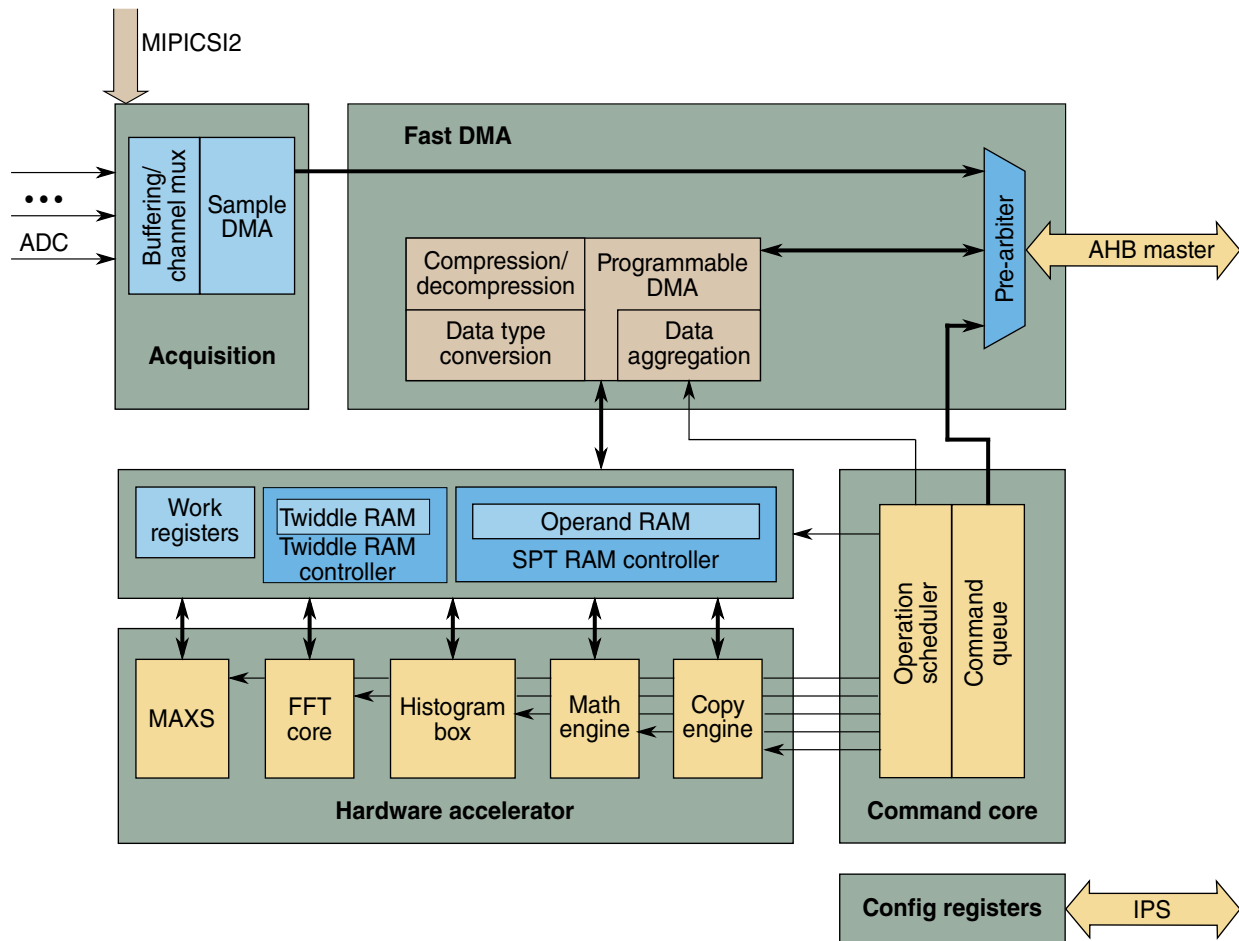 MIPICSI2
Fast DMA
Buffering/
channel mux
Sample
DMA
ADC
Acquisition
Compression/
decompression
Programmable
DMA
Data type
conversion
Data
aggregation
Pre-arbiter
AHB master
Work
registers
Twiddle RAM
Twiddle RAM
controller
Operand RAM
SPT RAM controller
Operation
scheduler
Command
queue
MAXS
FFT
core
Histogram
box
Math
engine
Copy
engine
Hardware accelerator
Command core
Config registers
IPS